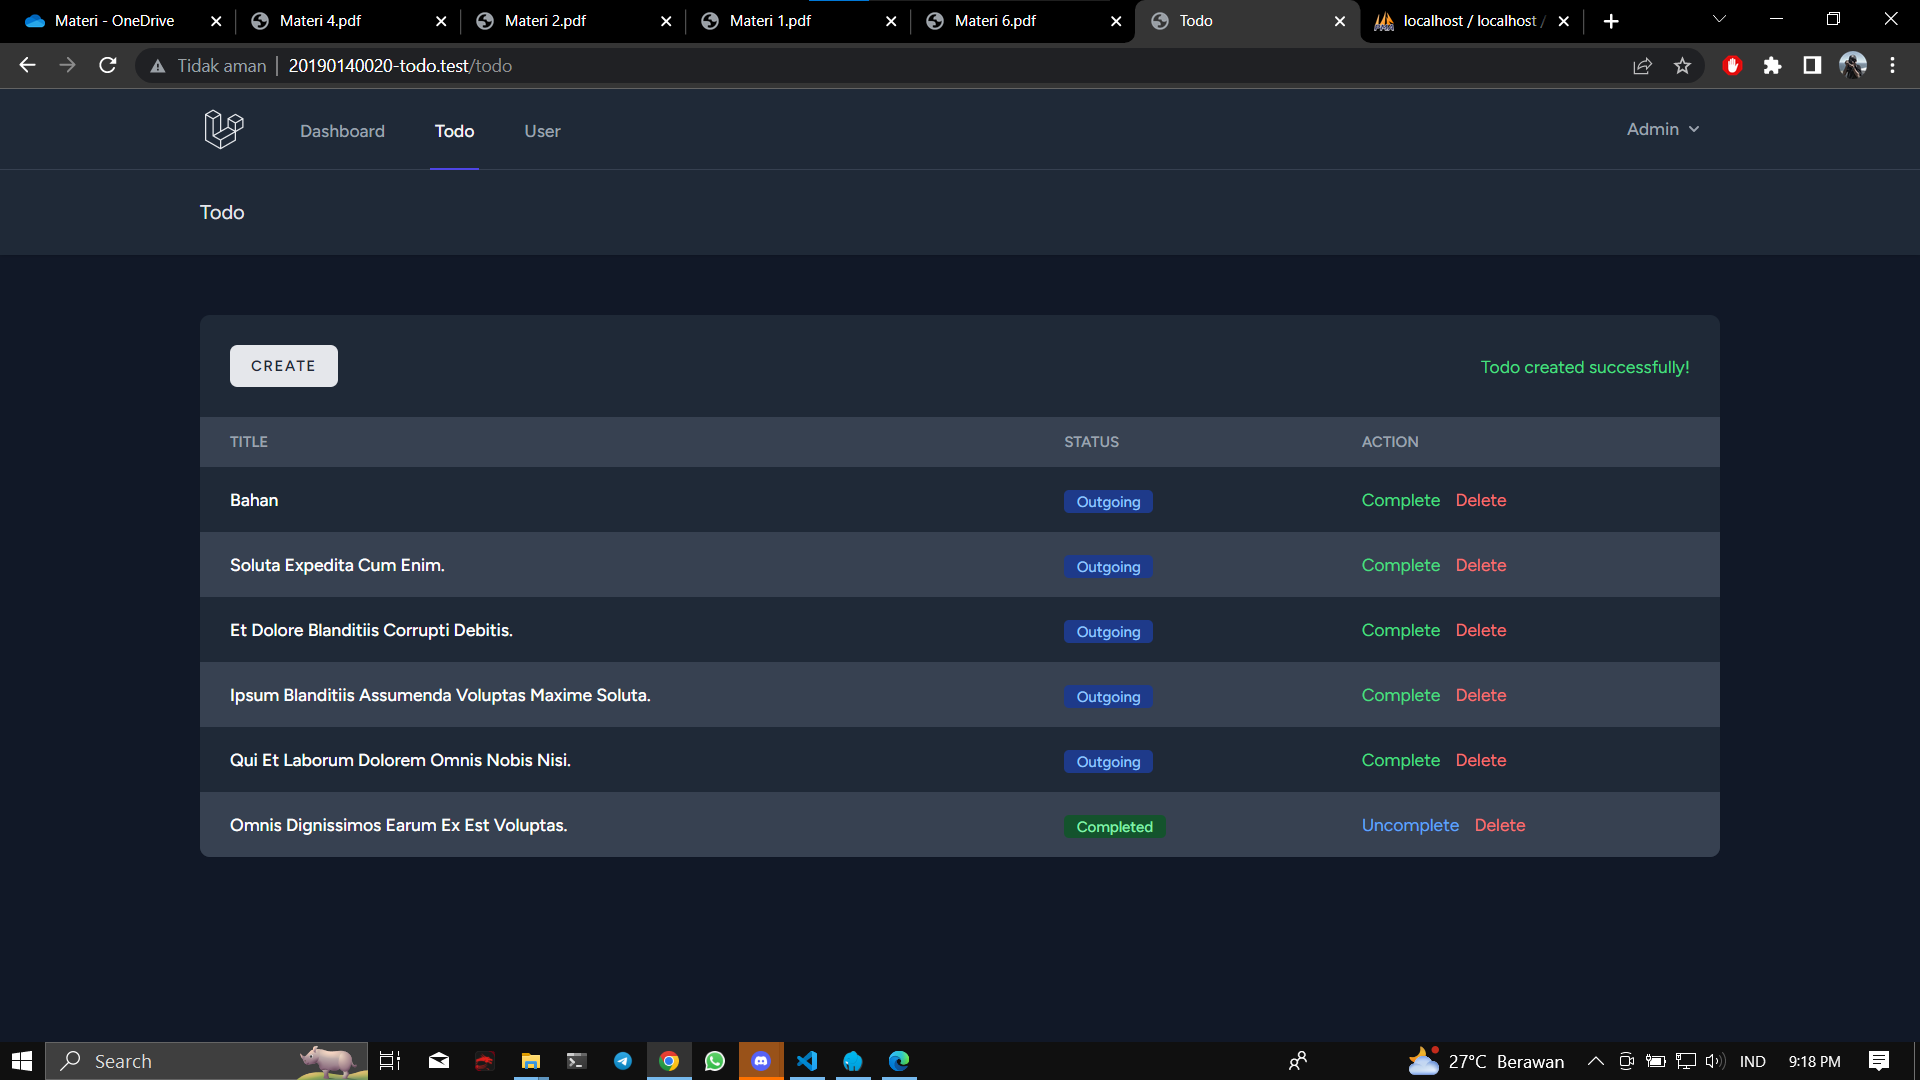 Materi - OneDrive
Materi 4.pdf
Materi 2.pdf
Materi 1.pdf
Materi 6.pdf
Todo
localhost / localhost /
Tidak aman | 20190140020-todo.test/todo
Dashboard
Todo
User
Admin
Todo
CREATE
Todo created successfully!
TITLE STATUS ACTION
Bahan Outgoing Complete Delete
Soluta Expedita Cum Enim. Outgoing Complete Delete
Et Dolore Blanditiis Corrupti Debitis. Outgoing Complete Delete
Ipsum Blanditiis Assumenda Voluptas Maxime Soluta. Outgoing Complete Delete
Qui Et Laborum Dolorem Omnis Nobis Nisi. Outgoing Complete Delete
Omnis Dignissimos Earum Ex Est Voluptas. Completed Uncomplete Delete
Search
27°C Berawan
IND
9:18 PM